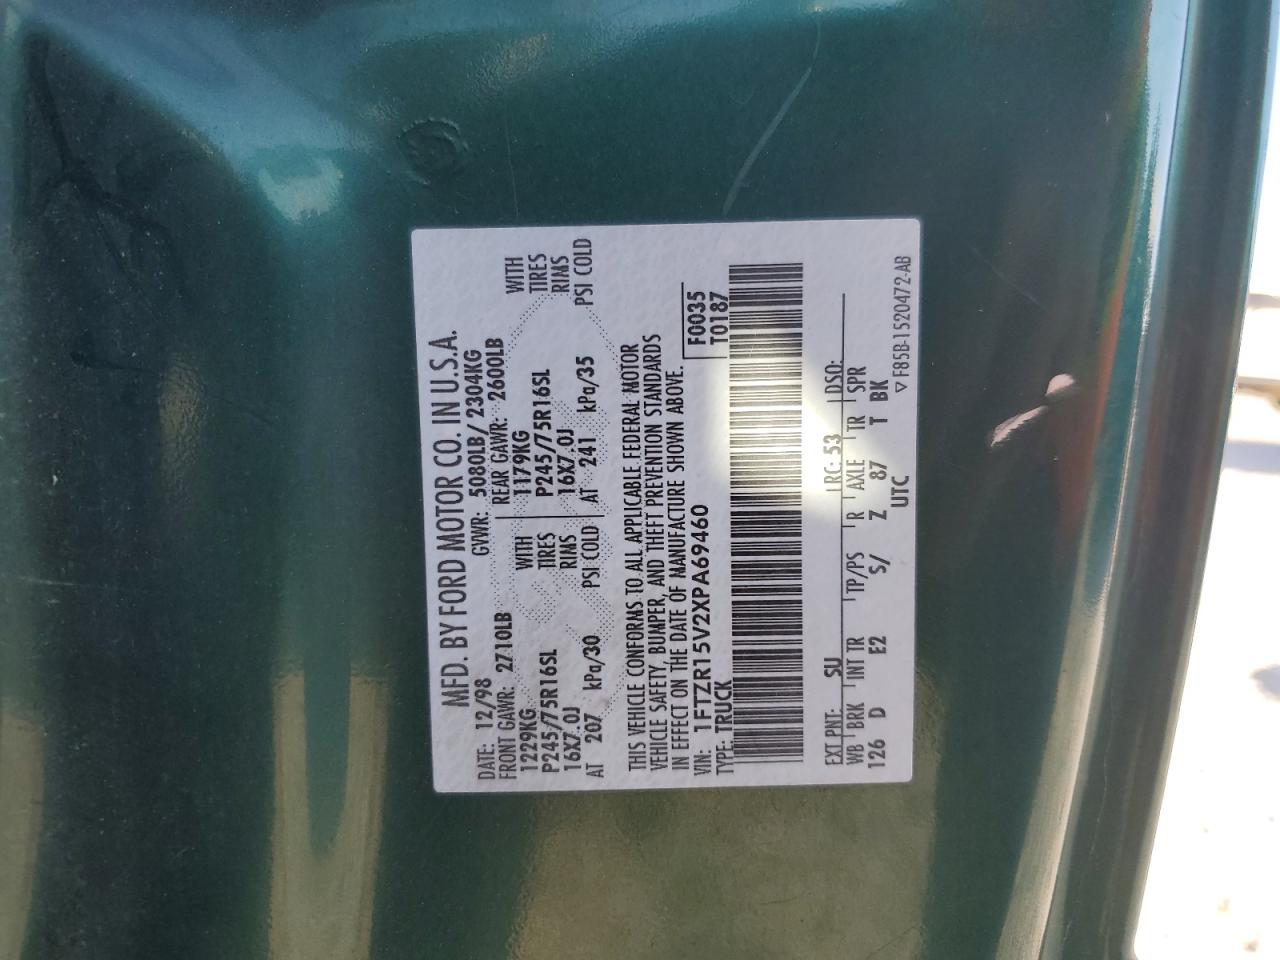 MFD. BY FORD MOTOR CO. IN U.S.A.
DATE: 12/98 GVWR: 5080LB/ 2304KG
FRONT GAWR: 2710LB REAR GAWR: 2600LB
1229KG WITH 1179KG WITH
P245/75R16SL TIRES P245/75R16SL TIRES
16X7.0J RIMS 16X7.0J RIMS
AT 207 kPa/30 PSI COLD AT 241 kPa/35 PSI COLD
THIS VEHICLE CONFORMS TO ALL APPLICABLE FEDERAL MOTOR
VEHICLE SAFETY, BUMPER, AND THEFT PREVENTION STANDARDS
IN EFFECT ON THE DATE OF MANUFACTURE SHOWN ABOVE.
VIN: 1FTZR15V2XPA69460 F0035
TYPE: TRUCK T0187
EXT PNT: SU RC: 53 DSO:
WB BRK INT TR TP/PS R AXLE TR SPR
126 D E2 S/ Z 87 T BK
UTC
▽ F85B-1520472-AB